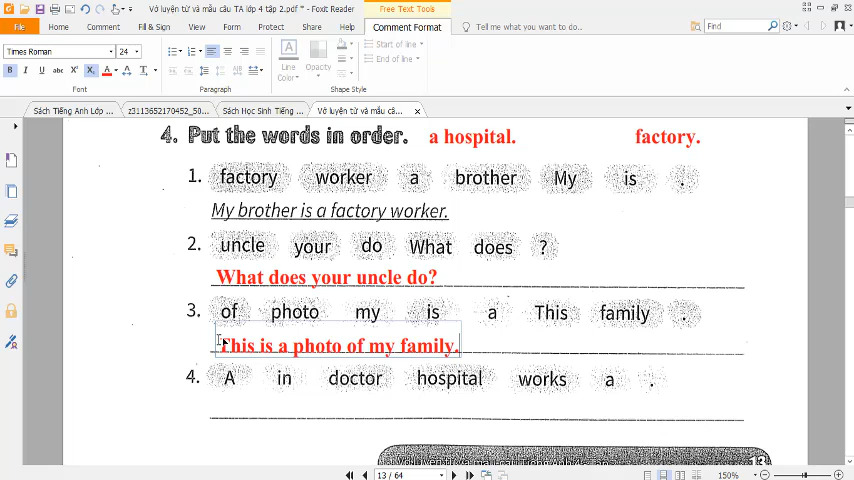 Vở luyện từ và mẫu câu TA lớp 4 tập 2.pdf * - Foxit Reader
Free Text Tools
File Home Comment Fill & Sign View Protect Share Help Comment Format Tell me what you want to do... Find
Times Roman 24
Line Color
Opacity
Start of line
End of line
Font Paragraph Shape Style
Sách Tiếng Anh Lớp ... z3113652170452_50... Sách Học Sinh Tiếng ... Vở luyện từ và mẫu câ...
4. Put the words in order. a hospital. factory.
1. factory worker a brother My is .
My brother is a factory worker.
2. uncle your do What does ?
What does your uncle do?
3. of photo my is a This family .
This is a photo of my family.
4. A in doctor hospital works a .
13
13 / 64 150%